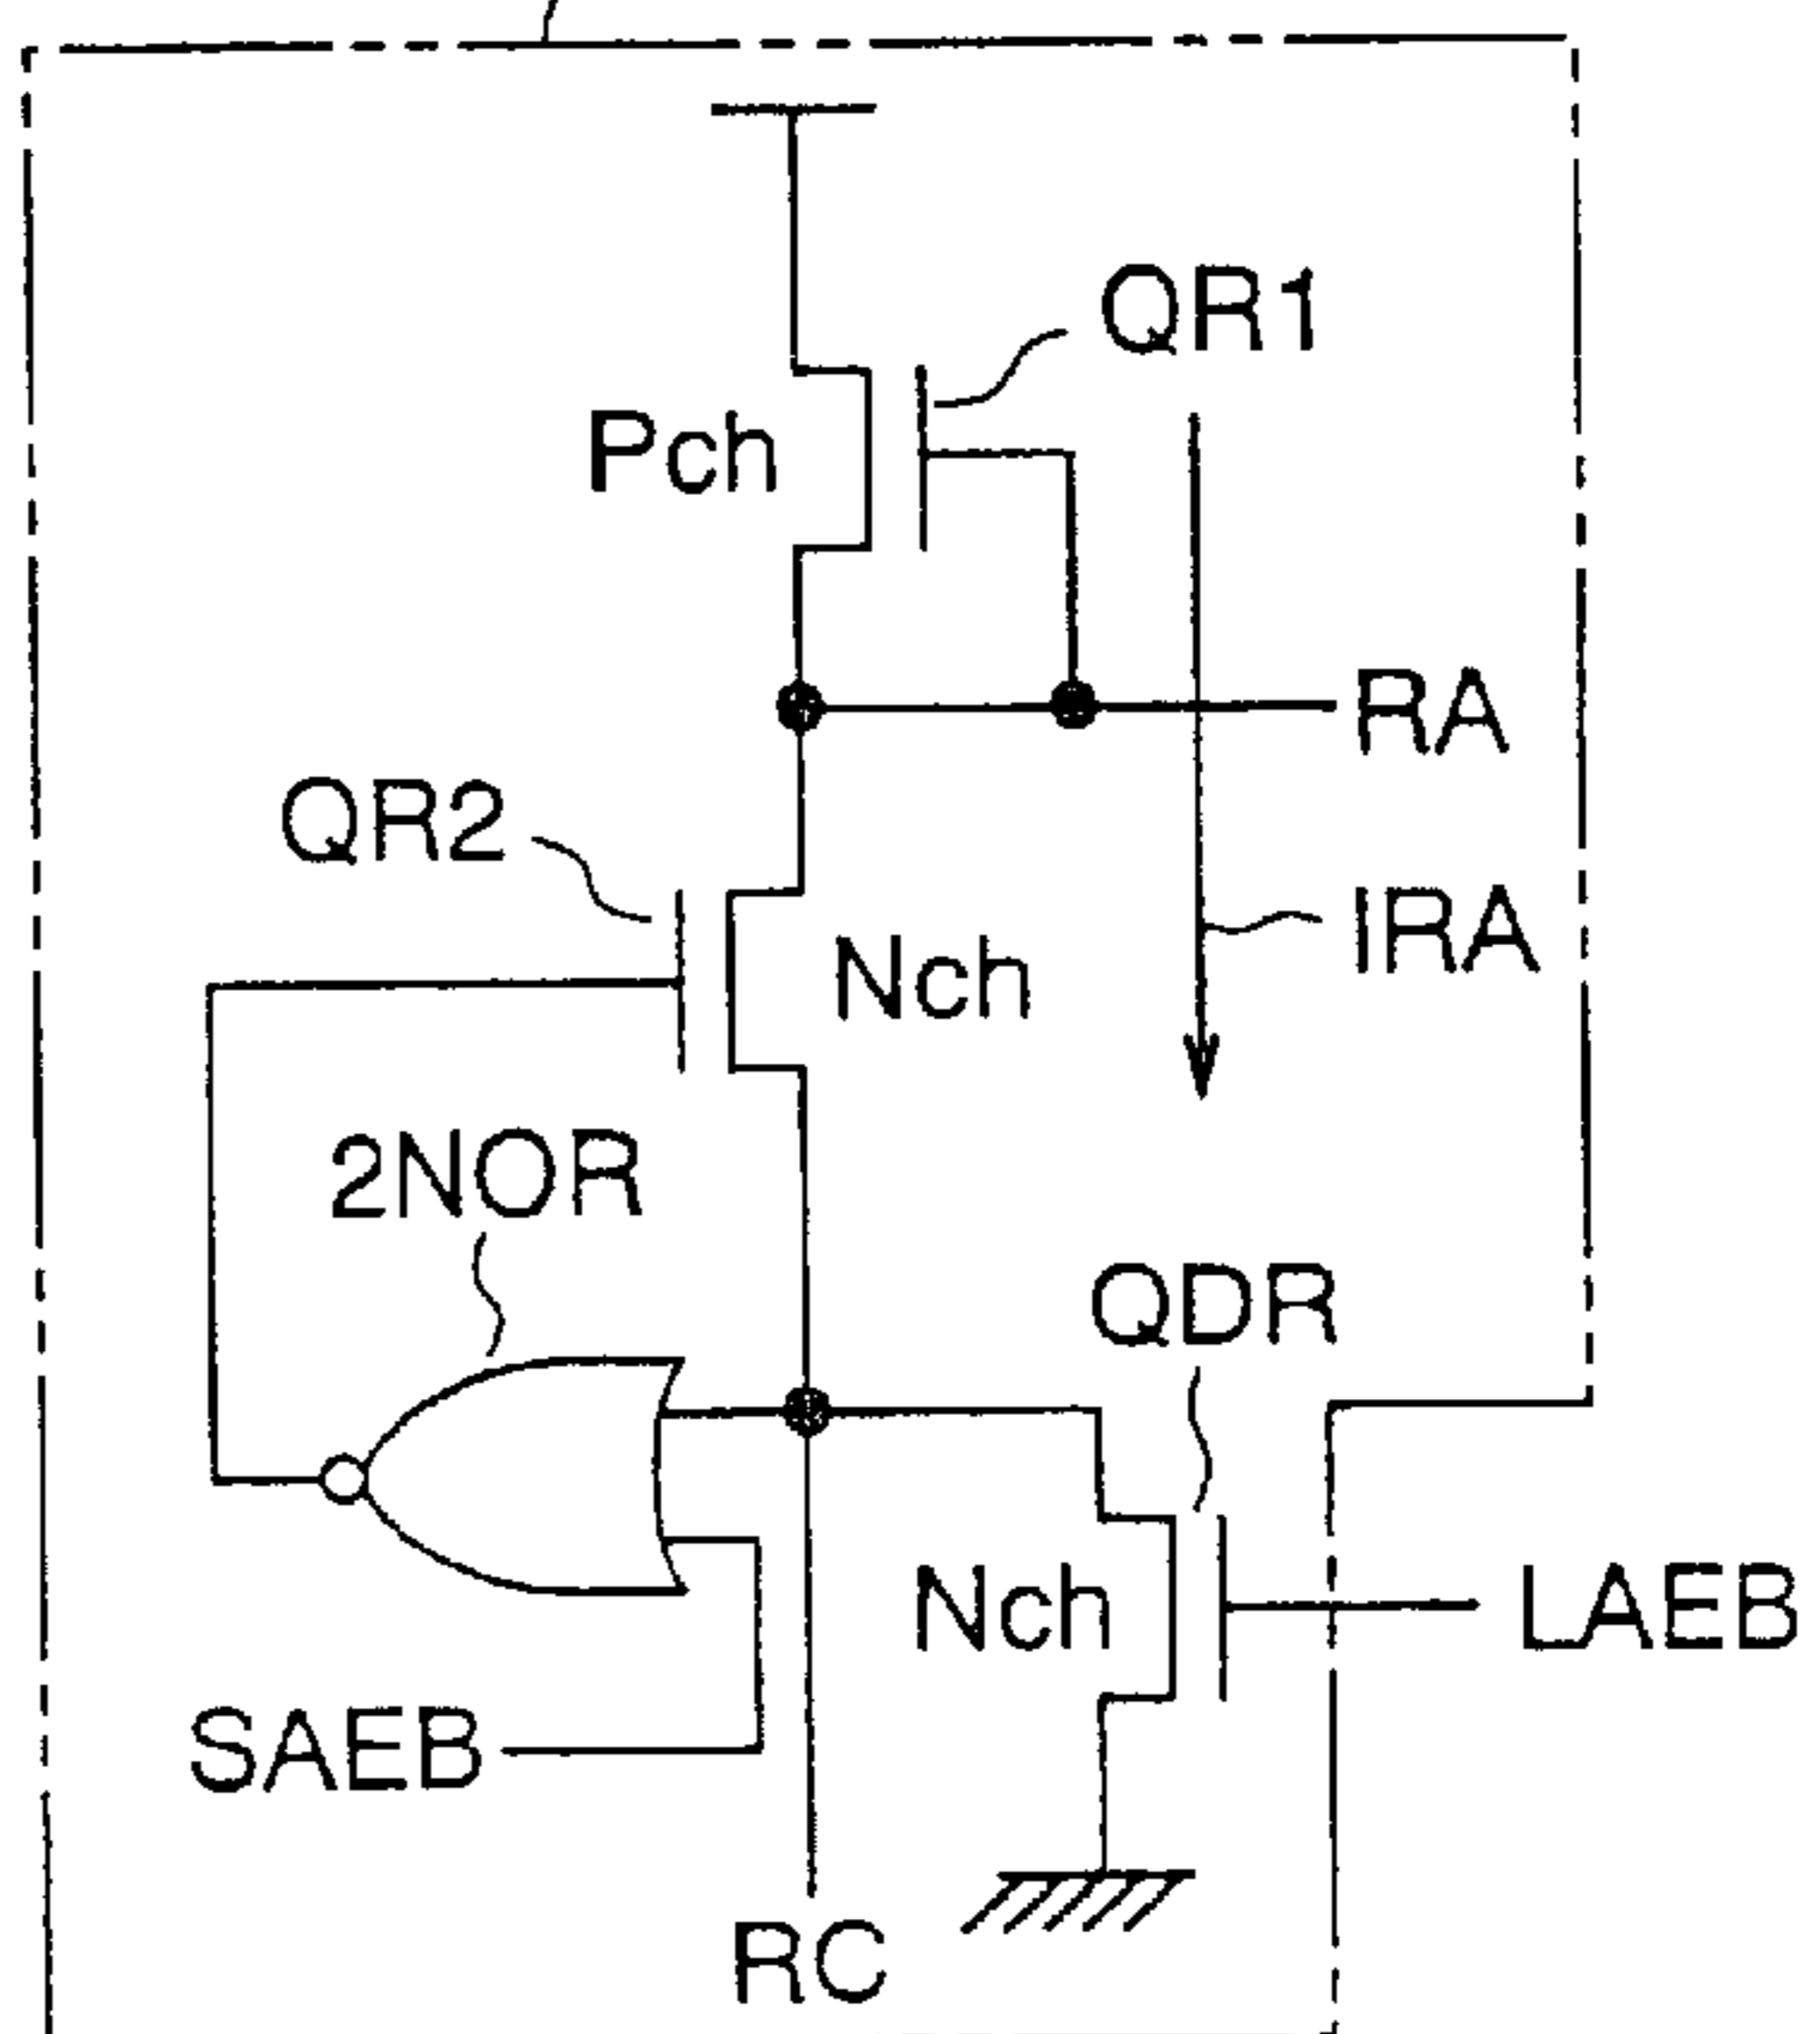 QR1
Pch
RA
QR2
IRA
Nch
2NOR
QDR
Nch
LAEB
SAEB
RC